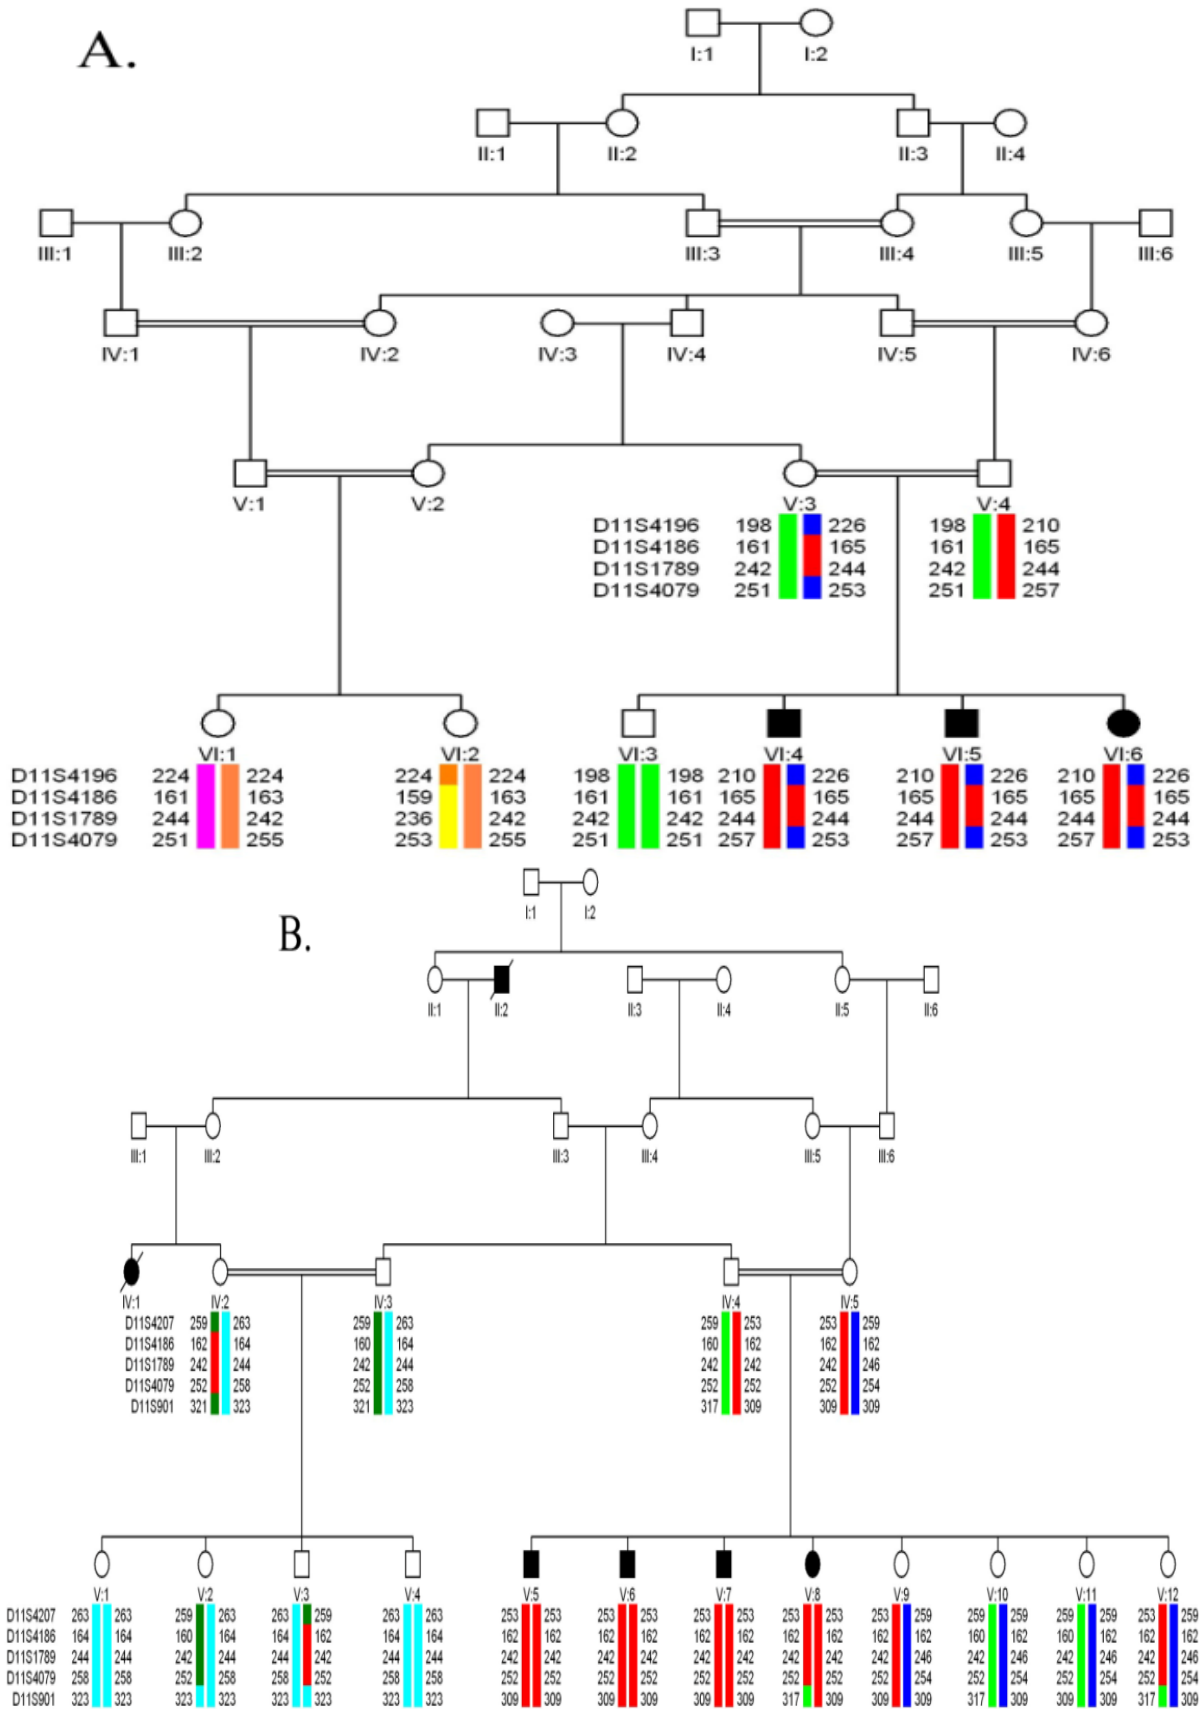 A.
I:1 I:2
II:1 II:2 II:3 II:4
III:1 III:2 III:3 III:4 III:5 III:6
IV:1 IV:2 IV:3 IV:4 IV:5 IV:6
V:1 V:2 V:3 V:4
D11S4196 198 226 198 210
D11S4186 161 165 161 165
D11S1789 242 244 242 244
D11S4079 251 253 251 257
VI:1 VI:2 VI:3 VI:4 VI:5 VI:6
D11S4196 224 224 224 224 198 198 210 226 210 226 210 226
D11S4186 161 163 159 163 161 161 165 165 165 165 165 165
D11S1789 244 242 236 242 242 242 244 244 244 244 244 244
D11S4079 251 255 253 255 251 251 257 253 257 253 257 253
B.
I:1 I:2
II:1 II:2 II:3 II:4 II:5 II:6
III:1 III:2 III:3 III:4 III:5 III:6
IV:1 IV:2 IV:3 IV:4 IV:5
D11S4207 259 263 259 263 259 253 253 259
D11S4186 162 164 160 164 160 162 162 162
D11S1789 242 244 242 244 242 242 242 246
D11S4079 252 258 252 258 252 252 252 254
D11S901 321 323 321 323 317 309 309 309
V:1 V:2 V:3 V:4 V:5 V:6 V:7 V:8 V:9 V:10 V:11 V:12
D11S4207 263 263 259 263 263 259 263 263 253 253 253 253 253 253 253 253 253 259 259 259 259 259 253 259
D11S4186 164 164 160 164 164 162 164 164 162 162 162 162 162 162 162 162 162 162 160 162 160 162 162 162
D11S1789 244 244 242 244 244 242 244 244 242 242 242 242 242 242 242 242 242 246 242 246 242 246 242 246
D11S4079 258 258 252 258 258 252 258 258 252 252 252 252 252 252 252 252 252 254 252 254 252 254 252 254
D11S901 323 323 323 323 323 323 323 323 309 309 309 309 309 309 317 309 309 309 317 309 317 309 317 309